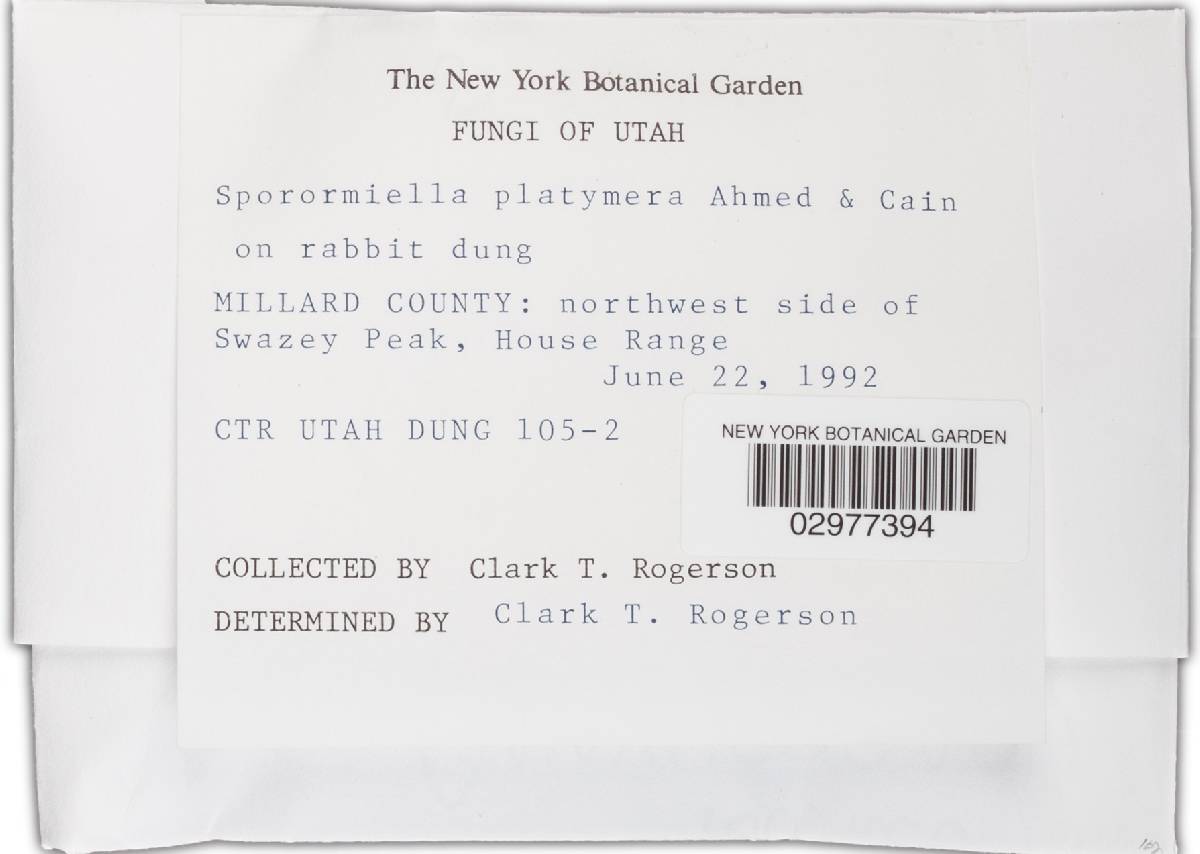 The New York Botanical Garden
FUNGI OF UTAH
Sporormiella platymera Ahmed & Cain
on rabbit dung
MILLARD COUNTY: northwest side of
Swazey Peak, House Range
June 22, 1992
CTR UTAH DUNG 105-2
NEW YORK BOTANICAL GARDEN
02977394
COLLECTED BY Clark T. Rogerson
DETERMINED BY Clark T. Rogerson